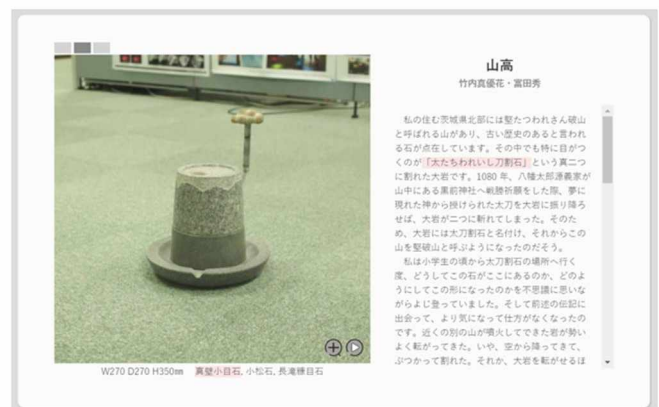 山高
竹内真優花・富田秀
私の住む茨城県北部には堅たつわれさん破山
と呼ばれる山があり、古い歴史のあると言われ
る石が点在しています。その中でも特に目がつ
くのが「太たちわれいし刀割石」という真二つ
に割れた大岩です。1080 年、八幡太郎源義家が
山中にある黒前神社へ戦勝祈願をした際、夢に
現れた神から授けられた太刀を大岩に振り降ろ
せば、大岩が二つに斬れてしまった。そのた
め、大岩には太刀割石と名付け、それからこの
山を堅破山と呼ぶようになったのだそう。
私は小学生の頃から太刀割石の場所へ行く
度、どうしてこの石がここにあるのか、どのよ
うにしてこの形になったのかを不思議に思いな
がらよじ登っていました。そして前述の伝記に
出会って、より気になって仕方がなくなったの
です。近くの別の山が噴火してできた岩が勢い
よく転がってきた。いや、空から降ってきて、
ぶつかって割れた。それか、大岩を転がせるほ
W270 D270 H350㎜ 真壁小目石, 小松石, 長滝糠目石